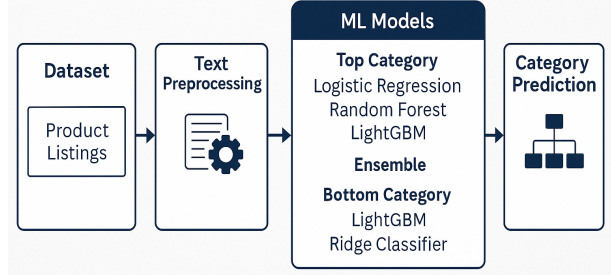 Dataset
Product
Listings
Text
Preprocessing
ML Models
Top Category
Logistic Regression
Random Forest
LightGBM
Ensemble
Bottom Category
LightGBM
Ridge Classifier
Category
Prediction